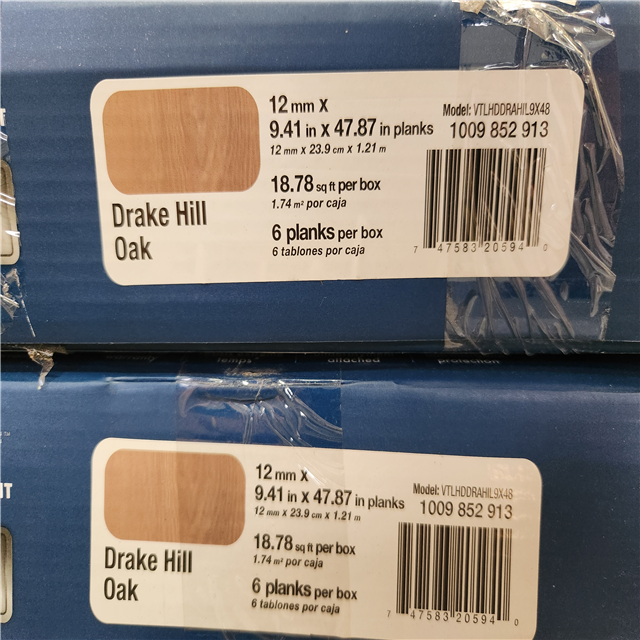 12 mm x
9.41 in x 47.87 in planks
12 mm x 23.9 cm x 1.21 m
Model: VTLHDDRAHIL9X48
1009 852 913
18.78 sq ft per box
1.74 m² por caja
6 planks per box
6 tablones por caja
Drake Hill
Oak
7 47583 20594 0
temps
attached
protection
12 mm x
9.41 in x 47.87 in planks
12 mm x 23.9 cm x 1.21 m
Model: VTLHDDRAHIL9X48
1009 852 913
18.78 sq ft per box
1.74 m² por caja
6 planks per box
6 tablones por caja
Drake Hill
Oak
7 47583 20594 0